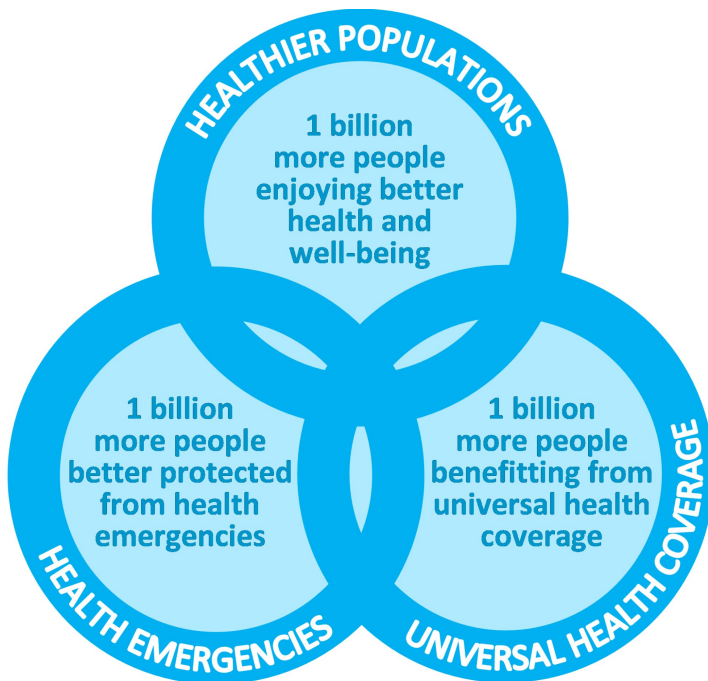 HEALTHIER POPULATIONS
1 billion
more people
enjoying better
health and
well-being
1 billion
more people
better protected
from health
emergencies
HEALTH EMERGENCIES
1 billion
more people
benefitting from
universal health
coverage
UNIVERSAL HEALTH COVERAGE